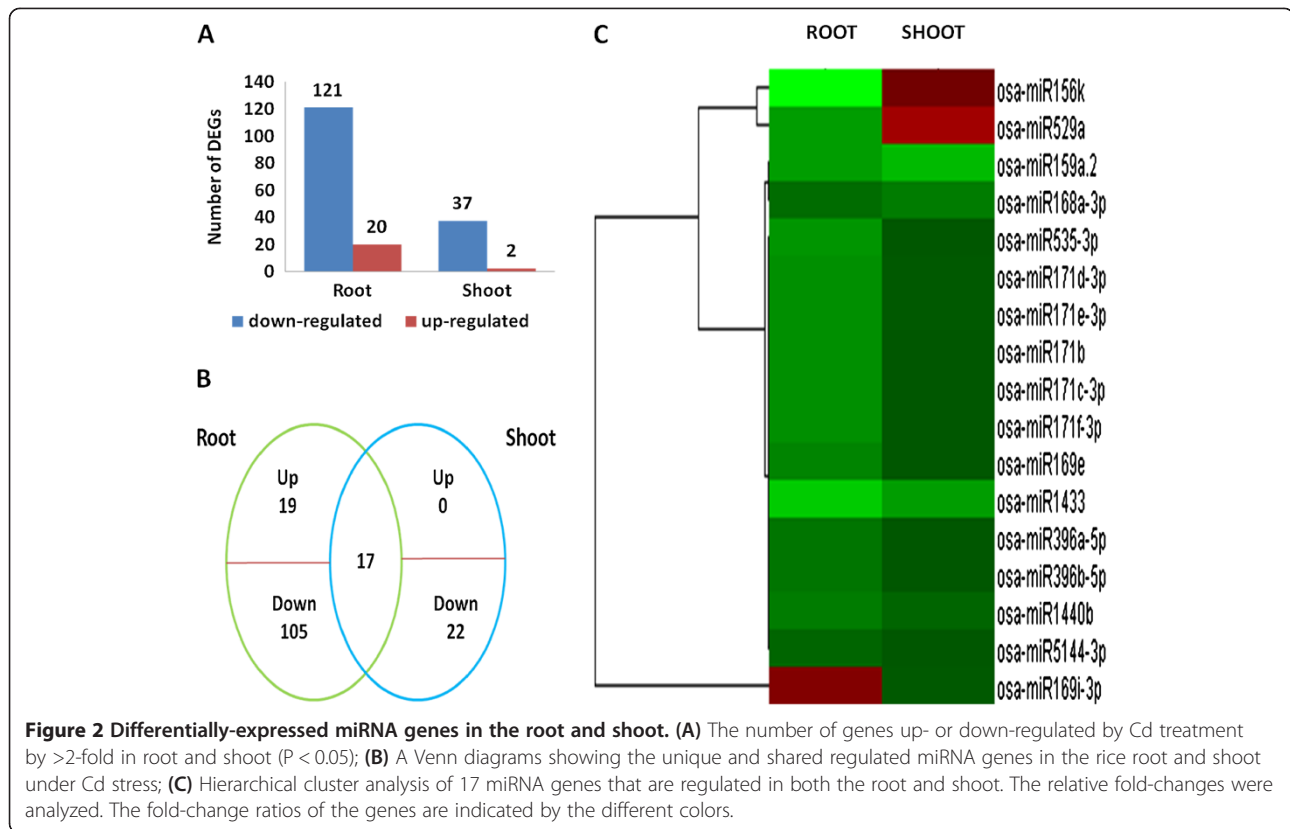 A
Number of DEGs
140
120
100
80
60
40
20
0
121
20
37
2
Root
Shoot
down-regulated
up-regulated
B
Root
Shoot
Up
19
Up
0
17
Down
105
Down
22
C
ROOT
SHOOT
osa-miR156k
osa-miR529a
osa-miR159a.2
osa-miR168a-3p
osa-miR535-3p
osa-miR171d-3p
osa-miR171e-3p
osa-miR171b
osa-miR171c-3p
osa-miR171f-3p
osa-miR169e
osa-miR1433
osa-miR396a-5p
osa-miR396b-5p
osa-miR1440b
osa-miR5144-3p
osa-miR169i-3p
Figure 2 Differentially-expressed miRNA genes in the root and shoot. (A) The number of genes up- or down-regulated by Cd treatment
by >2-fold in root and shoot (P < 0.05); (B) A Venn diagrams showing the unique and shared regulated miRNA genes in the rice root and shoot
under Cd stress; (C) Hierarchical cluster analysis of 17 miRNA genes that are regulated in both the root and shoot. The relative fold-changes were
analyzed. The fold-change ratios of the genes are indicated by the different colors.